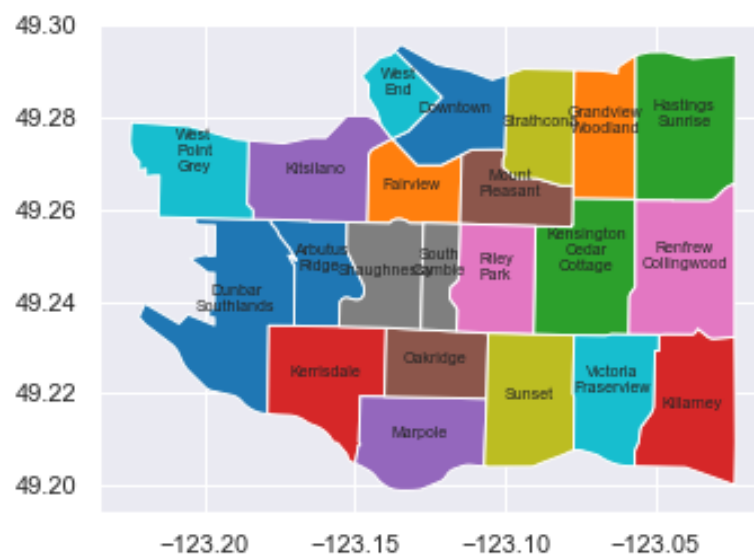 49.30
49.28
49.26
49.24
49.22
49.20
West
End
Downtown
Strathcona
Grandview
Woodland
Hastings
Sunrise
West
Point
Grey
Kitsilano
Fairview
Mount
Pleasant
Arbutus
Ridge
Shaughnessy
South
Cambie
Riley
Park
Kensington
Cedar
Cottage
Renfrew
Collingwood
Dunbar
Southlands
Kerrisdale
Oakridge
Sunset
Victoria
Fraserview
Killarney
Marpole
−123.20
−123.15
−123.10
−123.05